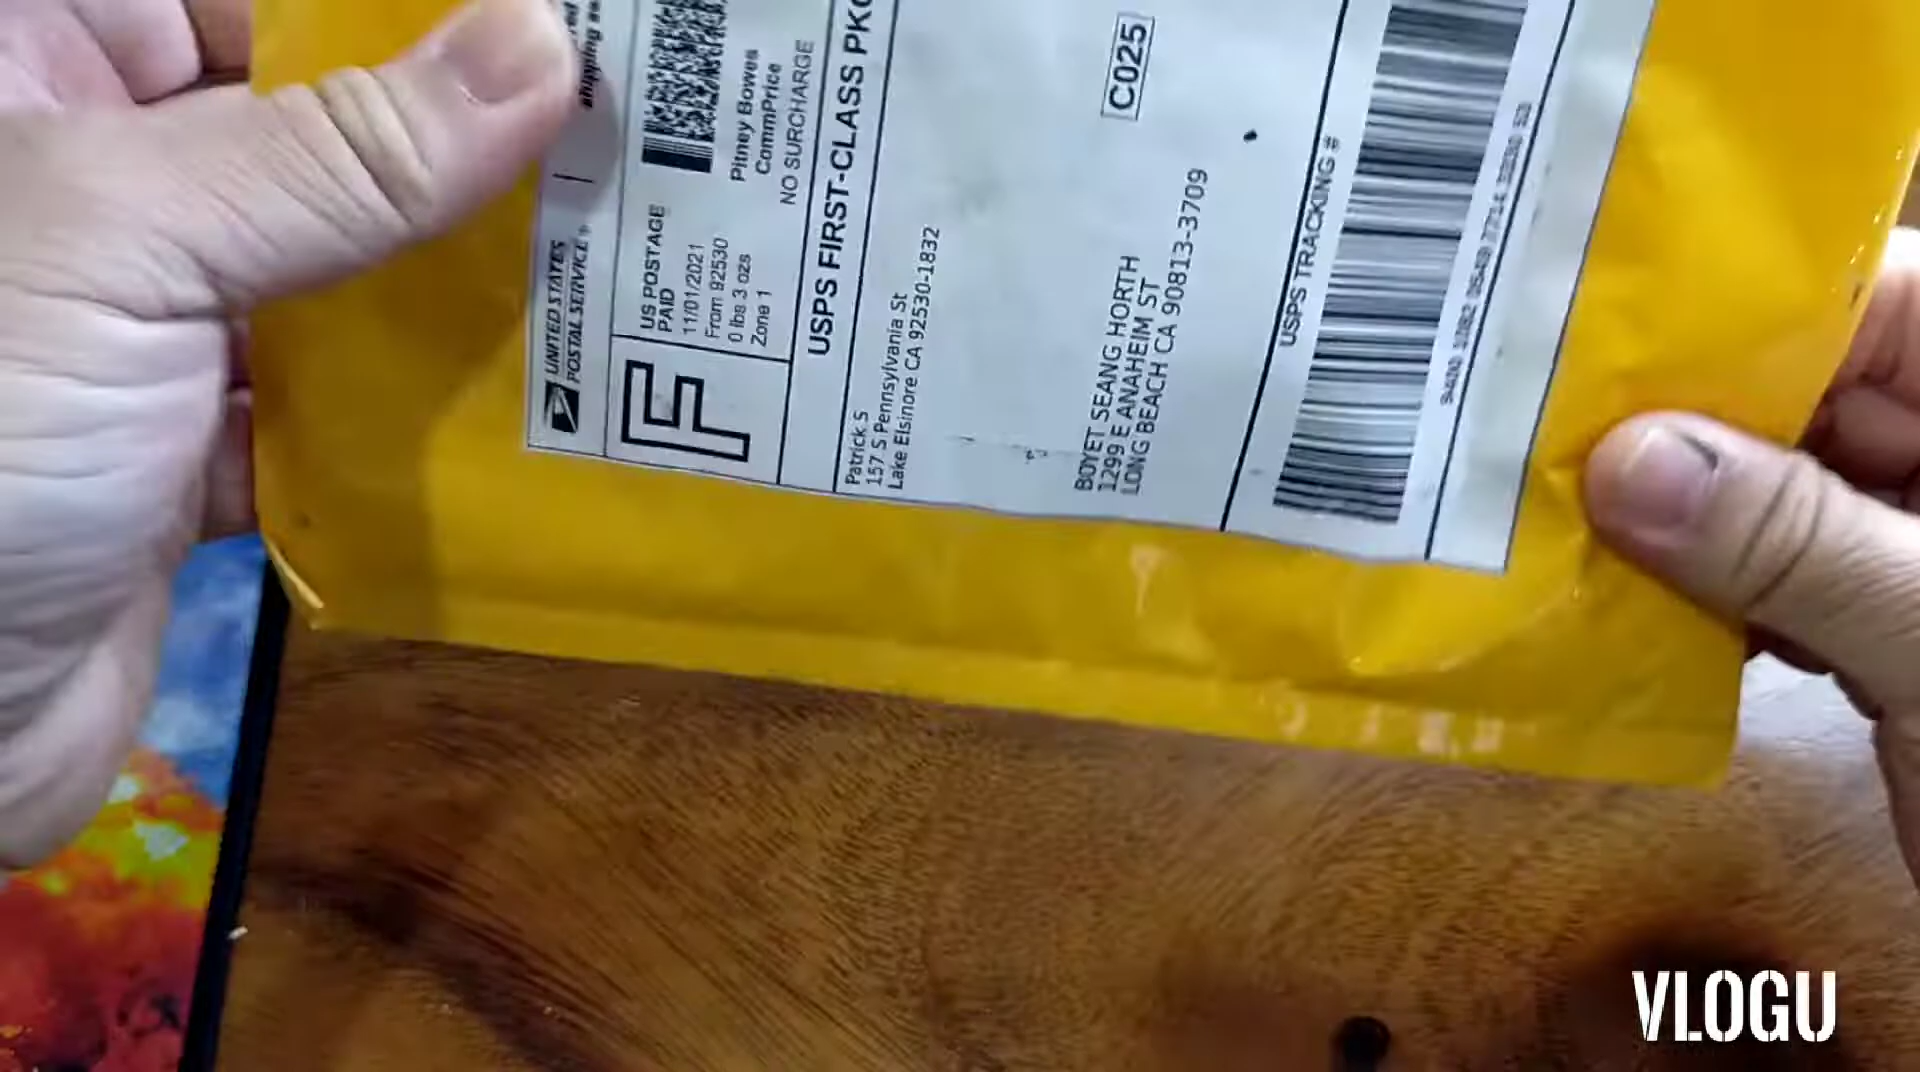 shipping
UNITED STATES
POSTAL SERVICE®
F
US POSTAGE
PAID
11/01/2021
From 92530
0 lbs 3 ozs
Zone 1
Pitney Bowes
CommPrice
NO SURCHARGE
USPS FIRST-CLASS PKG
Patrick S
157 S Pennsylvania St
Lake Elsinore CA 92530-1832
C025
BOYET SEANG HORTH
1299 E ANAHEIM ST
LONG BEACH CA 90813-3709
USPS TRACKING #
VLOGU